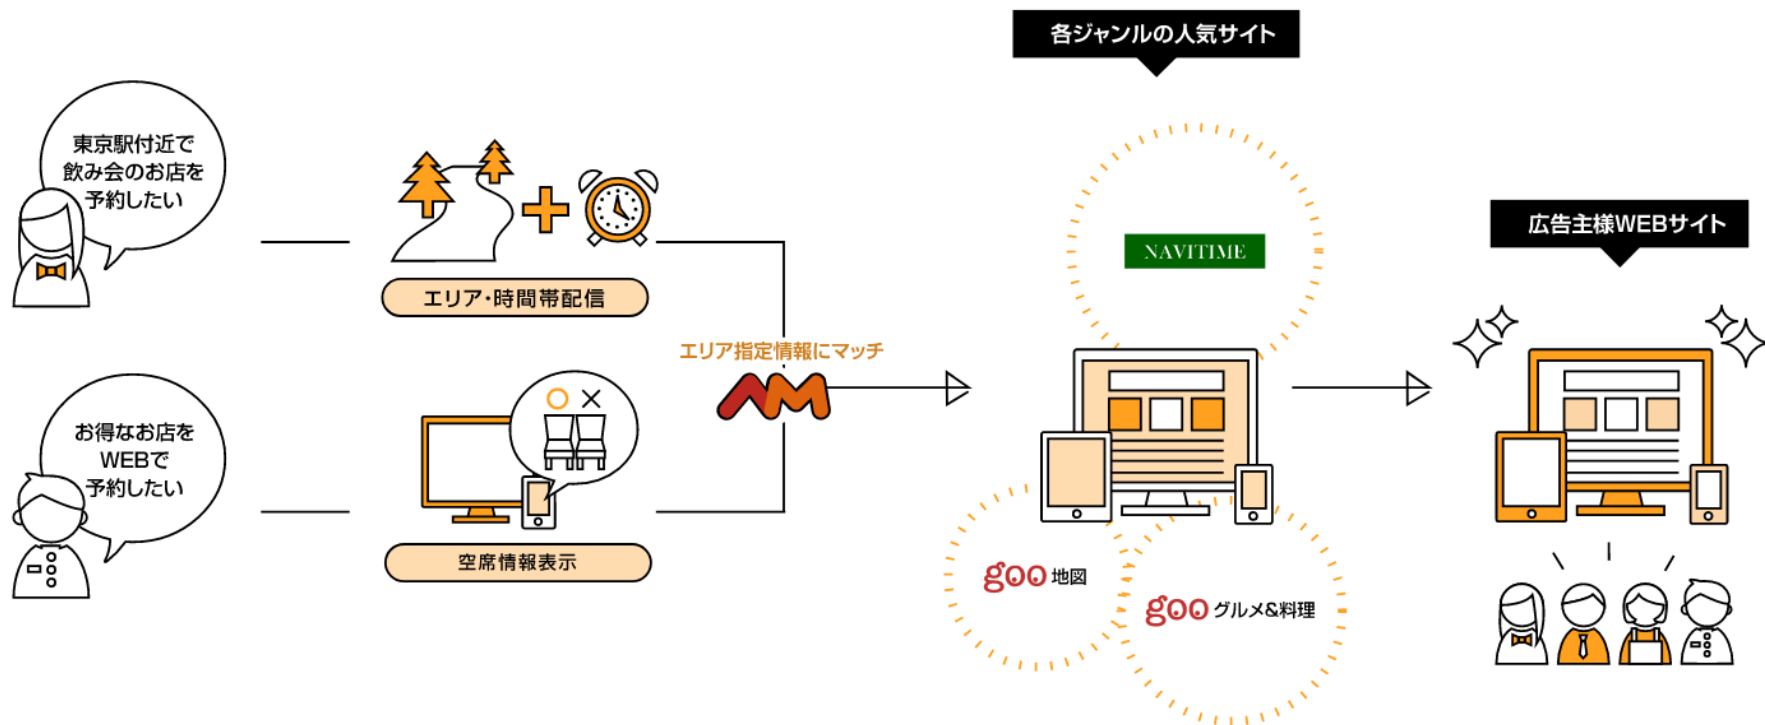 各ジャンルの人気サイト
東京駅付近で
飲み会のお店を
予約したい
エリア・時間帯配信
NAVITIME
広告主様WEBサイト
エリア指定情報にマッチ
AM
お得なお店を
WEBで
予約したい
空席情報表示
goo 地図
goo グルメ&料理